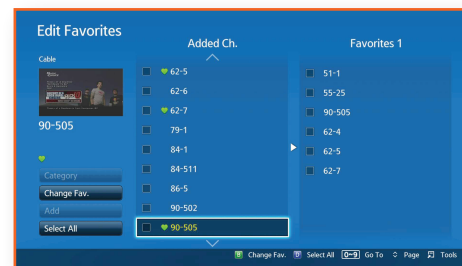 Edit Favorites
Added Ch.
Favorites 1
Cable
90-505
Category
Change Fav.
Add
Select All
62-5
62-6
62-7
79-1
84-1
84-511
86-5
90-502
90-505
51-1
55-25
90-505
62-4
62-5
62-7
B Change Fav. D Select All 0~9 Go To Page Tools